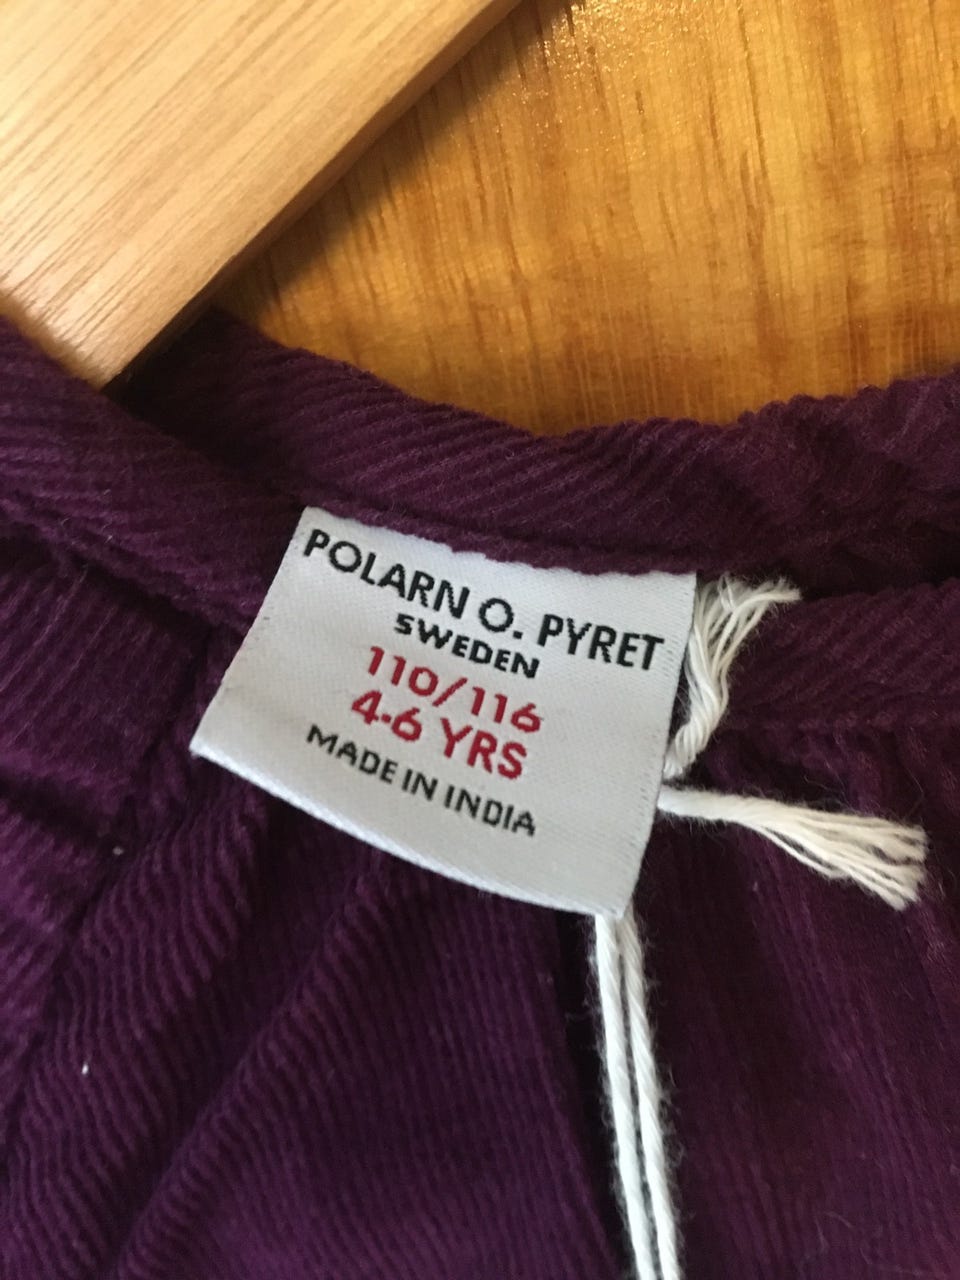 POLARN O. PYRET
SWEDEN
110/116
4-6 YRS
MADE IN INDIA